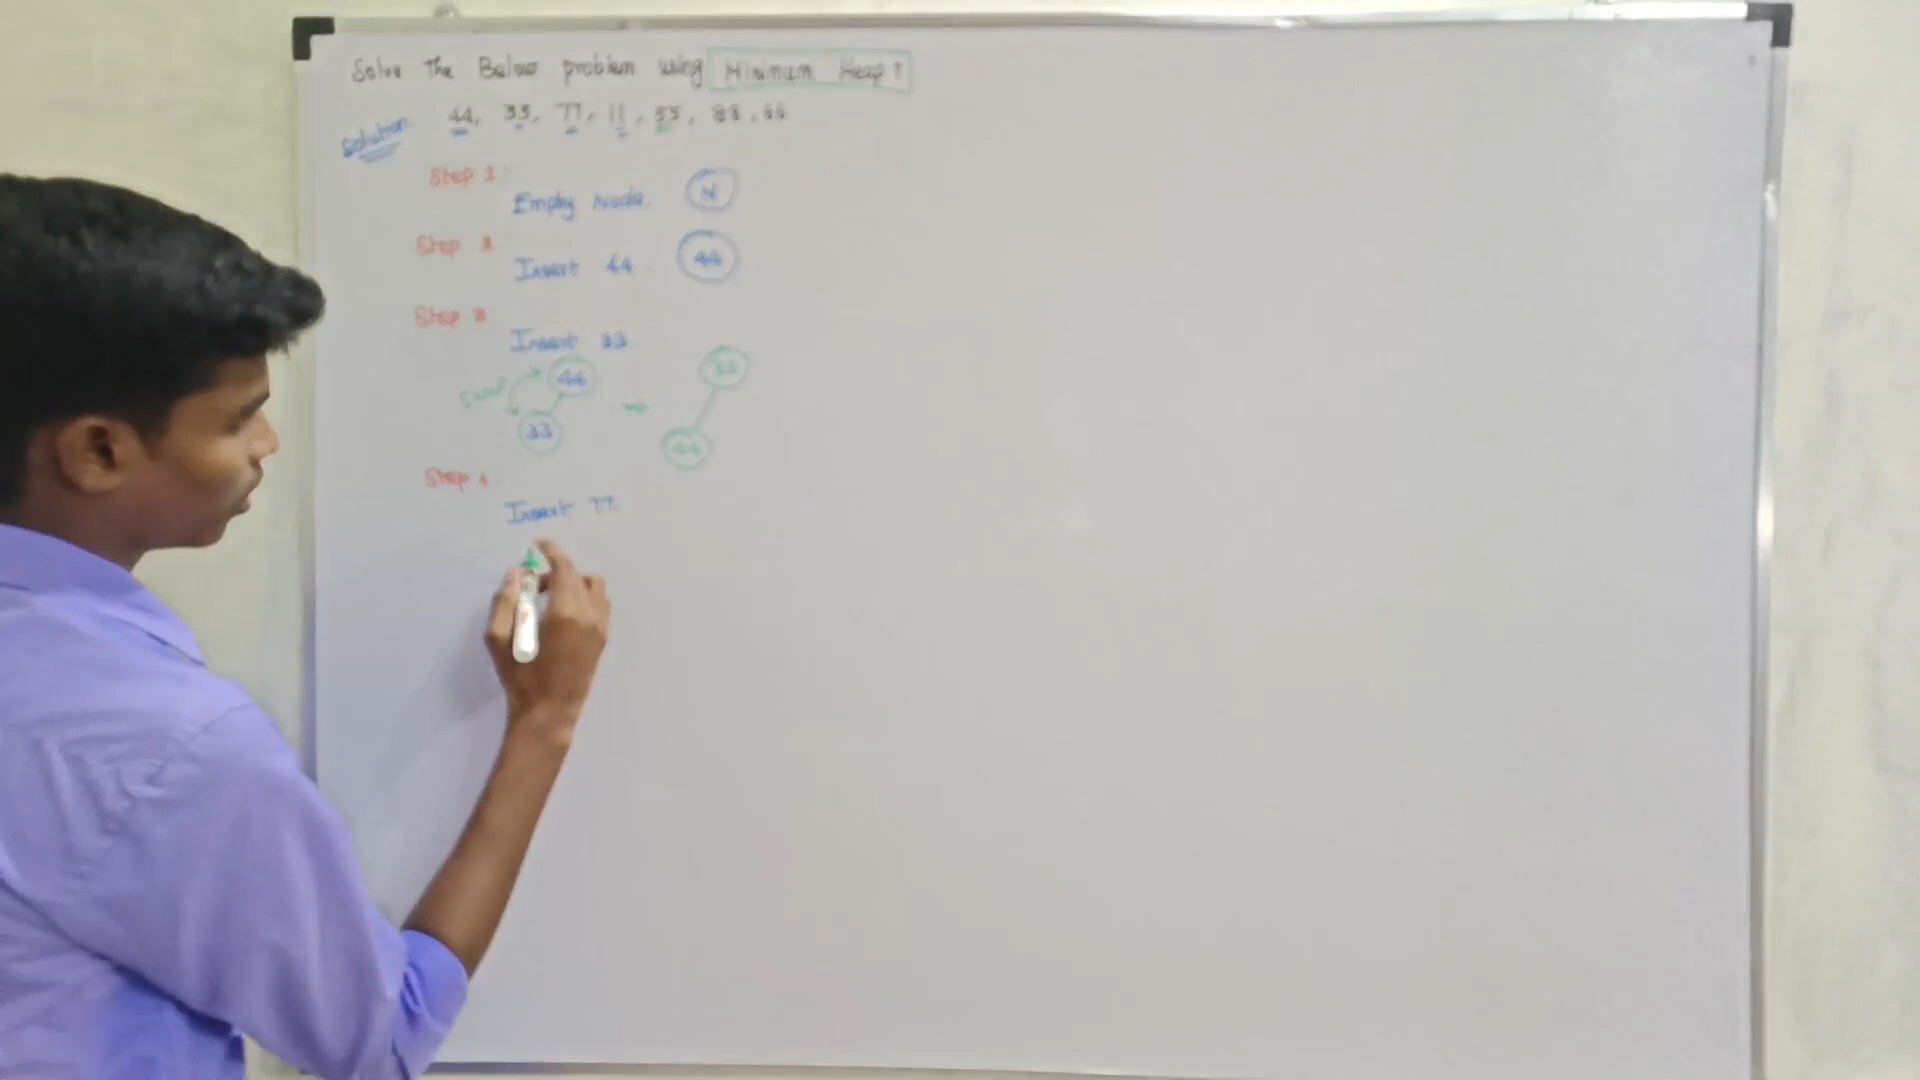 Solve The Below problem using Minimum Heap?
44, 33, 77, 11, 55, 88, 66
Solution
Step 1:
Empty Node. N
Step 2
Insert 44. 44
Step 3
Insert 33
swap 44 33 → 33 44
Step 4
Insert 77